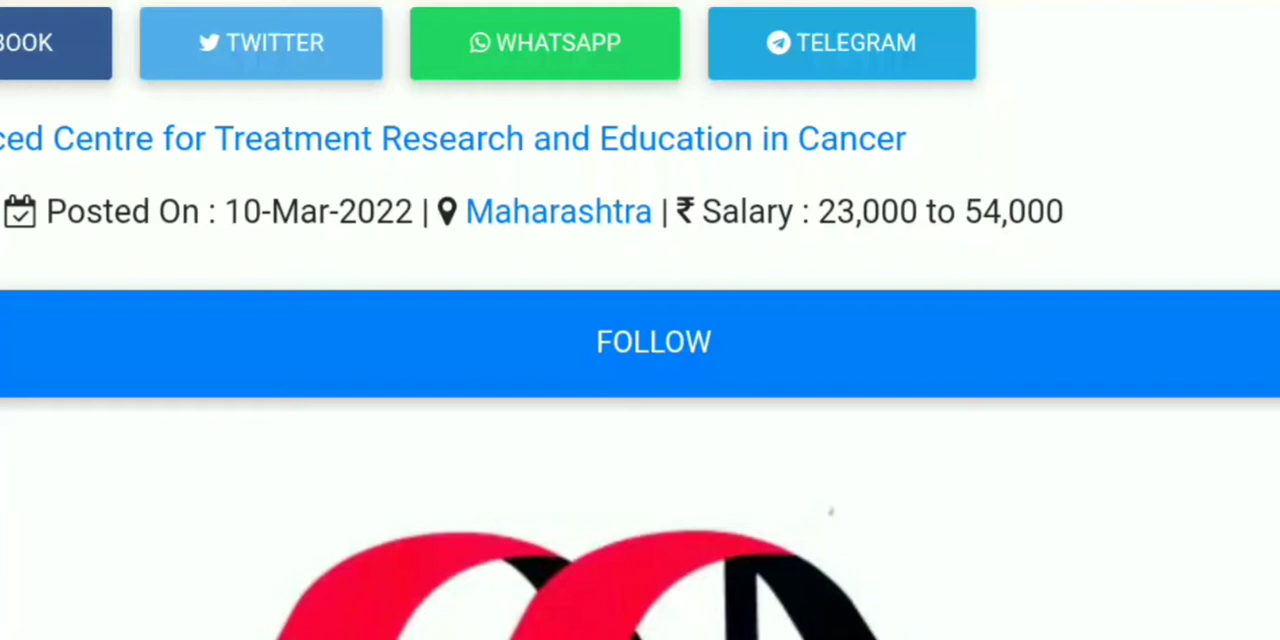 BOOK
TWITTER
WHATSAPP
TELEGRAM
ced Centre for Treatment Research and Education in Cancer
Posted On : 10-Mar-2022 | Maharashtra | ₹ Salary : 23,000 to 54,000
FOLLOW